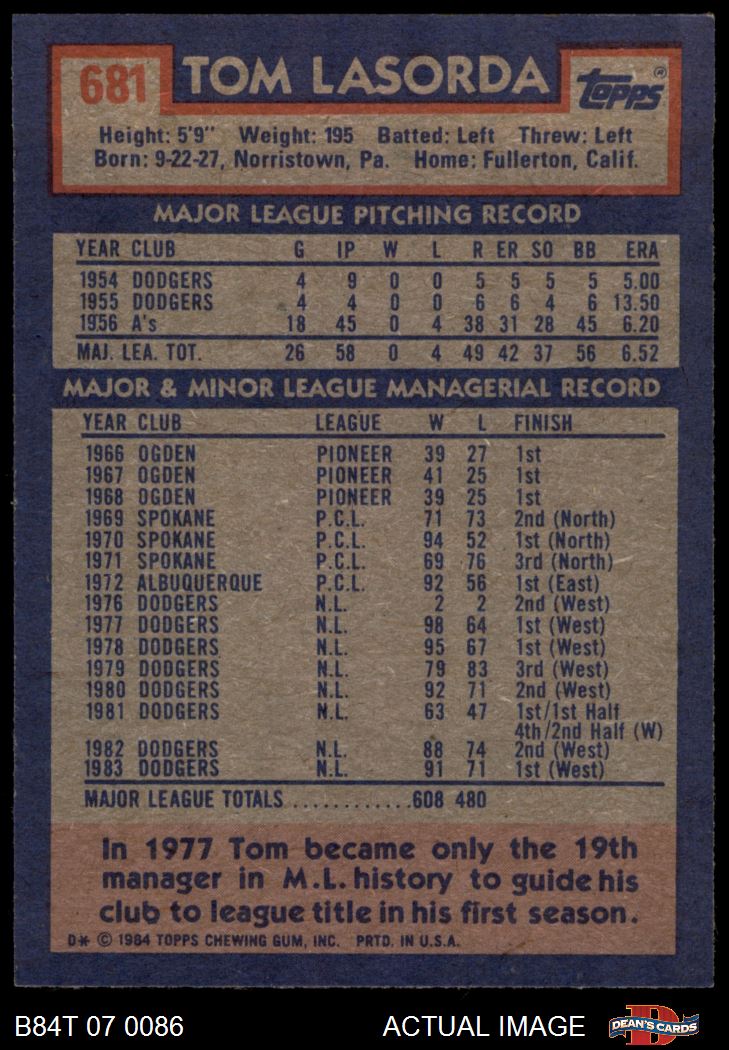 681 TOM LASORDA Topps®
Height: 5'9" Weight: 195 Batted: Left Threw: Left
Born: 9-22-27, Norristown, Pa. Home: Fullerton, Calif.
MAJOR LEAGUE PITCHING RECORD
YEAR CLUB G IP W L R ER SO BB ERA
1954 DODGERS 4 9 0 0 5 5 5 5 5.00
1955 DODGERS 4 4 0 0 6 6 4 6 13.50
1956 A's 18 45 0 4 38 31 28 45 6.20
MAJ. LEA. TOT. 26 58 0 4 49 42 37 56 6.52
MAJOR & MINOR LEAGUE MANAGERIAL RECORD
YEAR CLUB LEAGUE W L FINISH
1966 OGDEN PIONEER 39 27 1st
1967 OGDEN PIONEER 41 25 1st
1968 OGDEN PIONEER 39 25 1st
1969 SPOKANE P.C.L. 71 73 2nd (North)
1970 SPOKANE P.C.L. 94 52 1st (North)
1971 SPOKANE P.C.L. 69 76 3rd (North)
1972 ALBUQUERQUE P.C.L. 92 56 1st (East)
1976 DODGERS N.L. 2 2 2nd (West)
1977 DODGERS N.L. 98 64 1st (West)
1978 DODGERS N.L. 95 67 1st (West)
1979 DODGERS N.L. 79 83 3rd (West)
1980 DODGERS N.L. 92 71 2nd (West)
1981 DODGERS N.L. 63 47 1st/1st Half
4th/2nd Half (W)
1982 DODGERS N.L. 88 74 2nd (West)
1983 DODGERS N.L. 91 71 1st (West)
MAJOR LEAGUE TOTALS ............608 480
In 1977 Tom became only the 19th
manager in M.L. history to guide his
club to league title in his first season.
D* © 1984 TOPPS CHEWING GUM, INC. PRTD. IN U.S.A.
B84T 07 0086 ACTUAL IMAGE DEAN'S CARDS